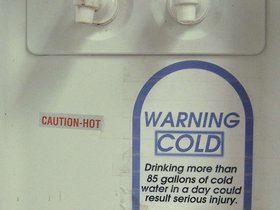 CAUTION-HOT
WARNING
COLD
Drinking more than
85 gallons of cold
water in a day could
result serious injury.